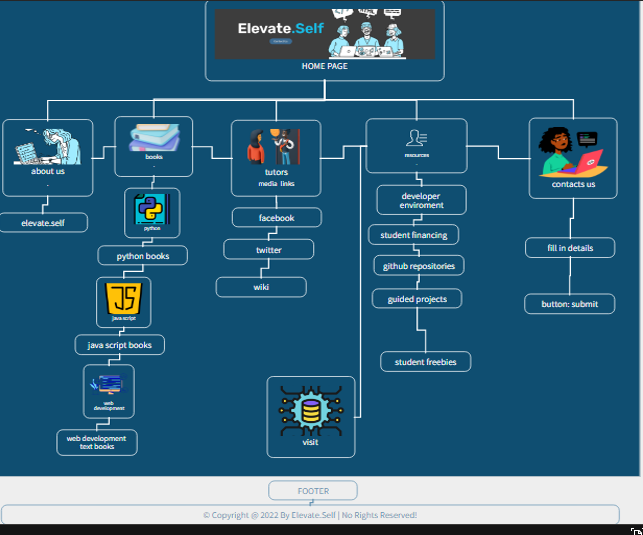 Elevate.Self
HOME PAGE
about us
books
tutors
media links
resources
contacts us
elevate.self
python
python books
JS
java script
java script books
web
development
web development
text books
facebook
twitter
wiki
developer
enviroment
student financing
github repositories
guided projects
student freebies
fill in details
button: submit
visit
FOOTER
© Copyright @ 2022 By Elevate.Self | No Rights Reserved!